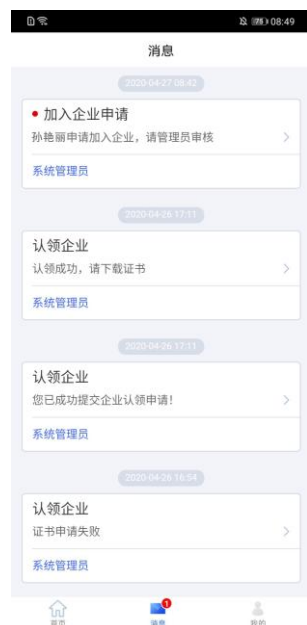 08:49
消息
2020-04-27 08:42
加入企业申请
孙艳丽申请加入企业，请管理员审核
系统管理员
2020-04-26 17:11
认领企业
认领成功，请下载证书
系统管理员
2020-04-26 17:11
认领企业
您已成功提交企业认领申请！
系统管理员
2020-04-26 16:54
认领企业
证书申请失败
系统管理员
1
首页 消息 我的